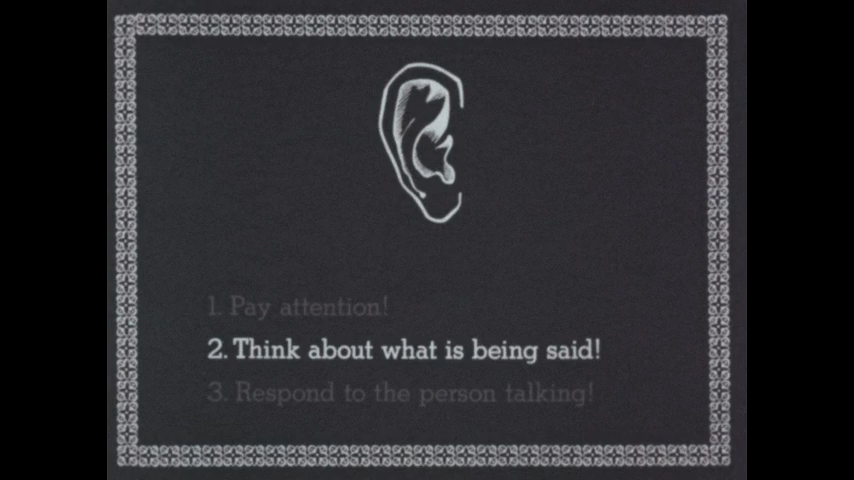 1. Pay attention!
2. Think about what is being said!
3. Respond to the person talking!